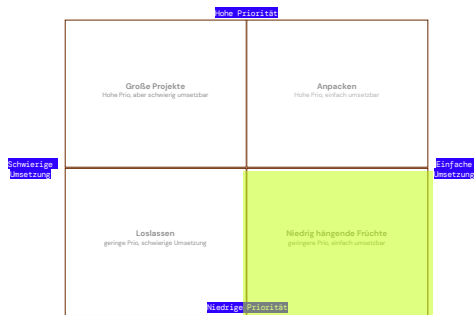 Hohe Priorität
Große Projekte
Hohe Prio, aber schwierig umsetzbar
Anpacken
Hohe Prio, einfach umsetzbar
Schwierige
Umsetzung
Einfache
Umsetzung
Loslassen
geringe Prio, schwierige Umsetzung
Niedrig hängende Früchte
geringere Prio, einfach umsetzbar
Niedrige Priorität